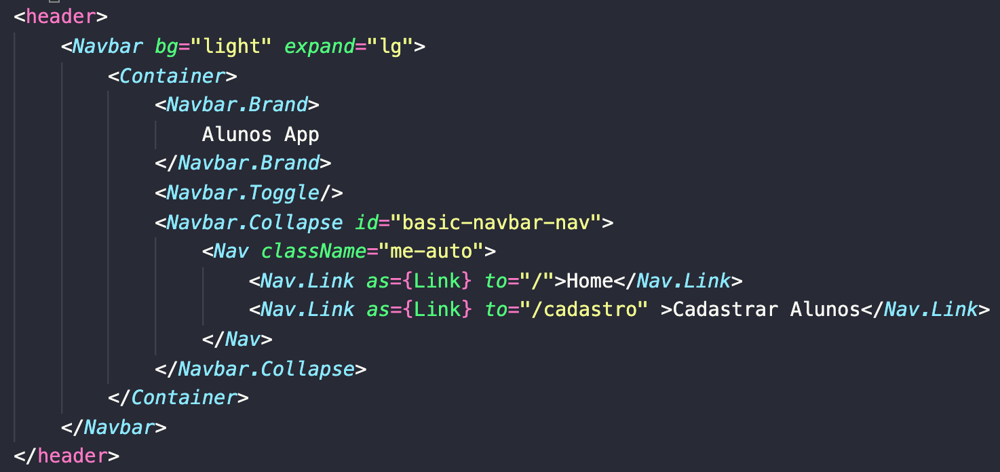 <header>
    <Navbar bg="light" expand="lg">
        <Container>
            <Navbar.Brand>
                Alunos App
            </Navbar.Brand>
            <Navbar.Toggle/>
            <Navbar.Collapse id="basic-navbar-nav">
                <Nav className="me-auto">
                    <Nav.Link as={Link} to="/">Home</Nav.Link>
                    <Nav.Link as={Link} to="/cadastro" >Cadastrar Alunos</Nav.Link>
                </Nav>
            </Navbar.Collapse>
        </Container>
    </Navbar>
</header>